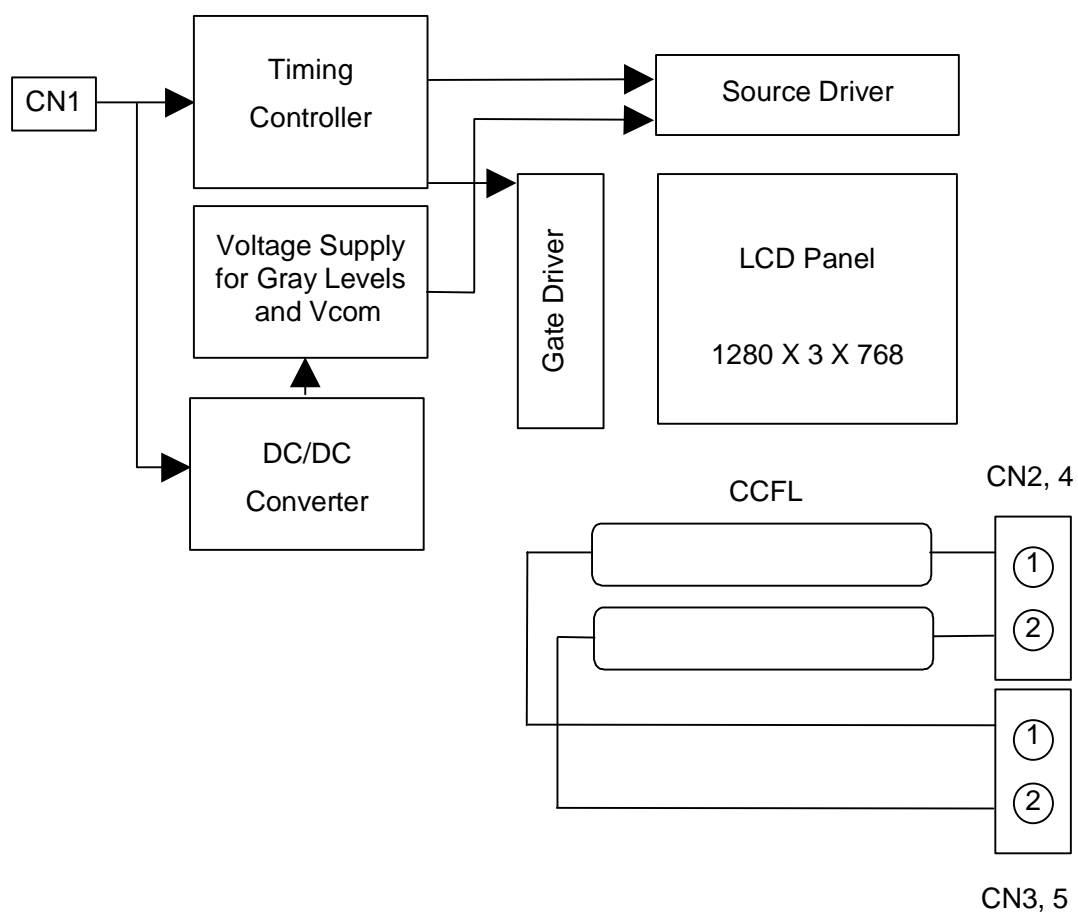 CN1
Timing
Controller
Source Driver
Voltage Supply
for Gray Levels
and Vcom
Gate Driver
LCD Panel
1280 X 3 X 768
DC/DC
Converter
CCFL
CN2, 4
1
2
1
2
CN3, 5